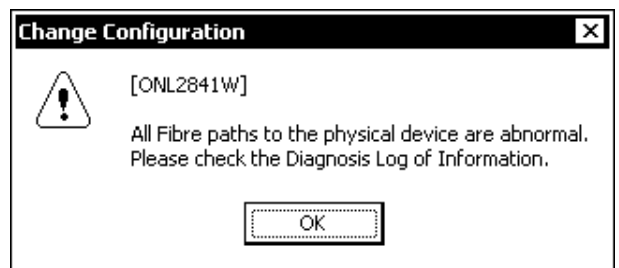 Change Configuration
[ONL2841W]
All Fibre paths to the physical device are abnormal.
Please check the Diagnosis Log of Information.
OK